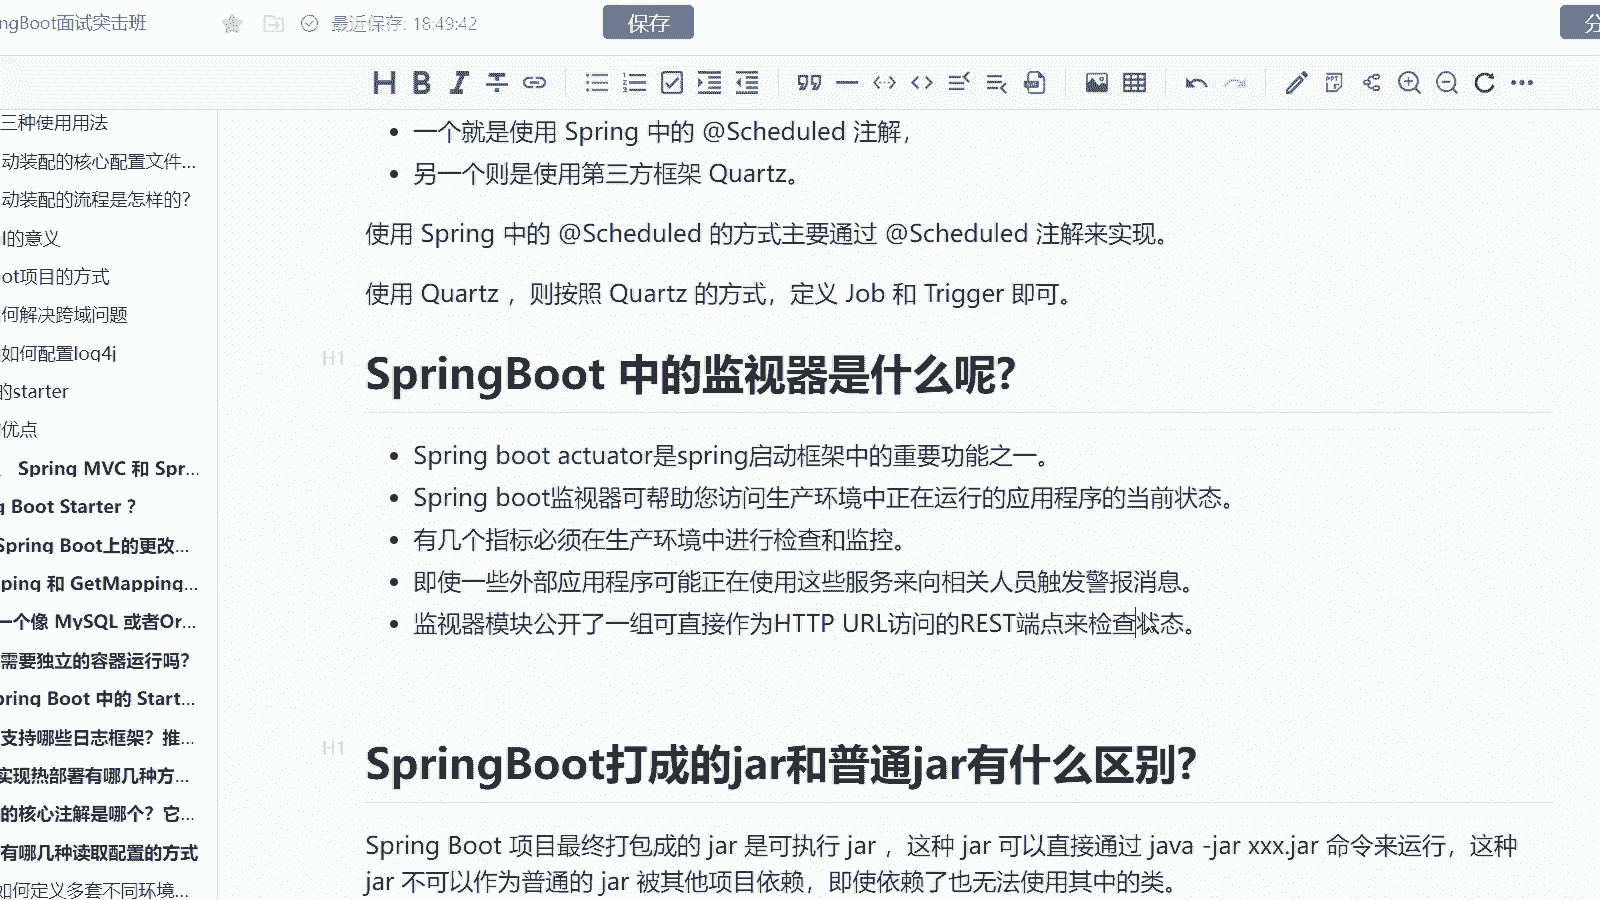 ngBoot面试突击班
最近保存: 18:49:42
保存
分
三种使用用法
动装配的核心配置文件...
动装配的流程是怎样的？
的意义
ot项目的方式
何解决跨域问题
如何配置log4j
的starter
优点
Spring MVC 和 Spr...
g Boot Starter ？
Spring Boot上的更改...
ping 和 GetMapping...
一个像 MySQL 或者Or...
需要独立的容器运行吗？
pring Boot 中的 Start...
支持哪些日志框架？推...
实现热部署有哪几种方...
的核心注解是哪个？它...
有哪几种读取配置的方式
如何定义多套不同环境...
一个就是使用 Spring 中的 @Scheduled 注解，
另一个则是使用第三方框架 Quartz。
使用 Spring 中的 @Scheduled 的方式主要通过 @Scheduled 注解来实现。
使用 Quartz ，则按照 Quartz 的方式，定义 Job 和 Trigger 即可。
H1
SpringBoot 中的监视器是什么呢？
Spring boot actuator是spring启动框架中的重要功能之一。
Spring boot监视器可帮助您访问生产环境中正在运行的应用程序的当前状态。
有几个指标必须在生产环境中进行检查和监控。
即使一些外部应用程序可能正在使用这些服务来向相关人员触发警报消息。
监视器模块公开了一组可直接作为HTTP URL访问的REST端点来检查状态。
H1
SpringBoot打成的jar和普通jar有什么区别？
Spring Boot 项目最终打包成的 jar 是可执行 jar ，这种 jar 可以直接通过 java -jar xxx.jar 命令来运行，这种
jar 不可以作为普通的 jar 被其他项目依赖，即使依赖了也无法使用其中的类。